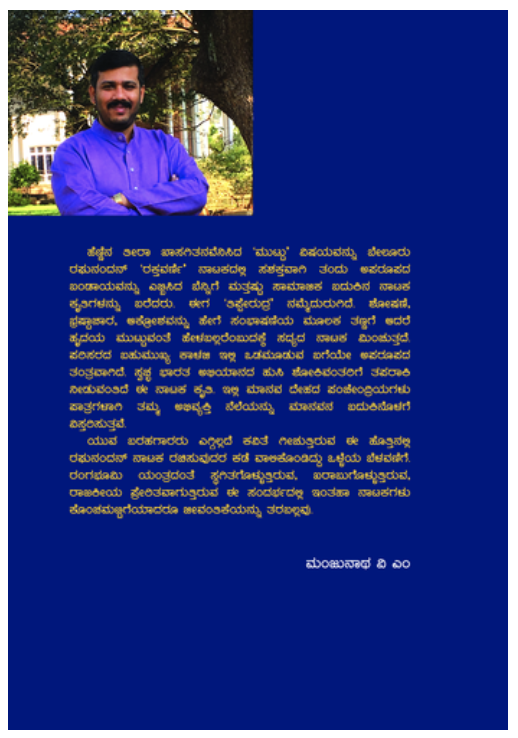 ಹೆಣ್ಣಿನ ತೀರಾ ಖಾಸಗಿತನವೆನಿಸಿದ ‘ಮುಟ್ಟು’ ವಿಷಯವನ್ನು ಬೇಲೂರು
ರಘುನಂದನ್ ‘ರಕ್ತವರ್ಣೆ’ ನಾಟಕದಲ್ಲಿ ಸಶಕ್ತವಾಗಿ ತಂದು ಅಪರೂಪದ
ಬಂಡಾಯವನ್ನು ಎಬ್ಬಿಸಿದ ಬೆನ್ನಿಗೆ ಮತ್ತಷ್ಟು ಸಾಮಾಜಿಕ ಬದುಕಿನ ನಾಟಕ
ಕೃತಿಗಳನ್ನು ಬರೆದರು. ಈಗ ‘ತಿಪ್ಪೇರುದ್ರ’ ನಮ್ಮೆದುರುಗಿದೆ. ಶೋಷಣೆ,
ಭ್ರಷ್ಟಾಚಾರ, ಆಕ್ರೋಶವನ್ನು ಹೇಗೆ ಸಂಭಾಷಣೆಯ ಮೂಲಕ ತಣ್ಣಗೆ ಆದರೆ
ಹೃದಯ ಮುಟ್ಟುವಂತೆ ಹೇಳಬಲ್ಲರೆಂಬುದಕ್ಕೆ ಸದ್ಯದ ನಾಟಕ ಮಿಂಚುತ್ತದೆ.
ಪರಿಸರದ ಬಹುಮುಖ್ಯ ಕಾಳಜಿ ಇಲ್ಲಿ ಒಡಮೂಡುವ ಬಗೆಯೇ ಅಪರೂಪದ
ತಂತ್ರವಾಗಿದೆ. ಸ್ವಚ್ಛ ಭಾರತ ಅಭಿಯಾನದ ಹುಸಿ ಶೋಕಿವಂತರಿಗೆ ತಪರಾಕಿ
ನೀಡುವಂತಿದೆ ಈ ನಾಟಕ ಕೃತಿ. ಇಲ್ಲಿ ಮಾನವ ದೇಹದ ಪಂಚೇಂದ್ರಿಯಗಳು
ಪಾತ್ರಗಳಾಗಿ ತಮ್ಮ ಅಭಿವ್ಯಕ್ತಿ ನೆಲೆಯನ್ನು ಮಾನವನ ಬದುಕಿನೊಳಗೆ
ವಿಸ್ತರಿಸುತ್ತವೆ.
ಯುವ ಬರಹಗಾರರು ಎಗ್ಗಿಲ್ಲದೆ ಕವಿತೆ ಗೀಚುತ್ತಿರುವ ಈ ಹೊತ್ತಿನಲ್ಲಿ
ರಘುನಂದನ್ ನಾಟಕ ರಚಿಸುವುದರ ಕಡೆ ವಾಲಿಕೊಂಡಿದ್ದು ಒಳ್ಳೆಯ ಬೆಳವಣಿಗೆ.
ರಂಗಭೂಮಿ ಯಂತ್ರದಂತೆ ಸ್ಥಗಿತಗೊಳ್ಳುತ್ತಿರುವ, ಖರಾಬುಗೊಳ್ಳುತ್ತಿರುವ,
ರಾಜಕೀಯ ಪ್ರೇರಿತವಾಗುತ್ತಿರುವ ಈ ಸಂದರ್ಭದಲ್ಲಿ ಇಂತಹಾ ನಾಟಕಗಳು
ಕೊಂಚಮಟ್ಟಿಗೆಯಾದರೂ ಜೀವಂತಿಕೆಯನ್ನು ತರಬಲ್ಲವು.
ಮಂಜುನಾಥ ವಿ ಎಂ